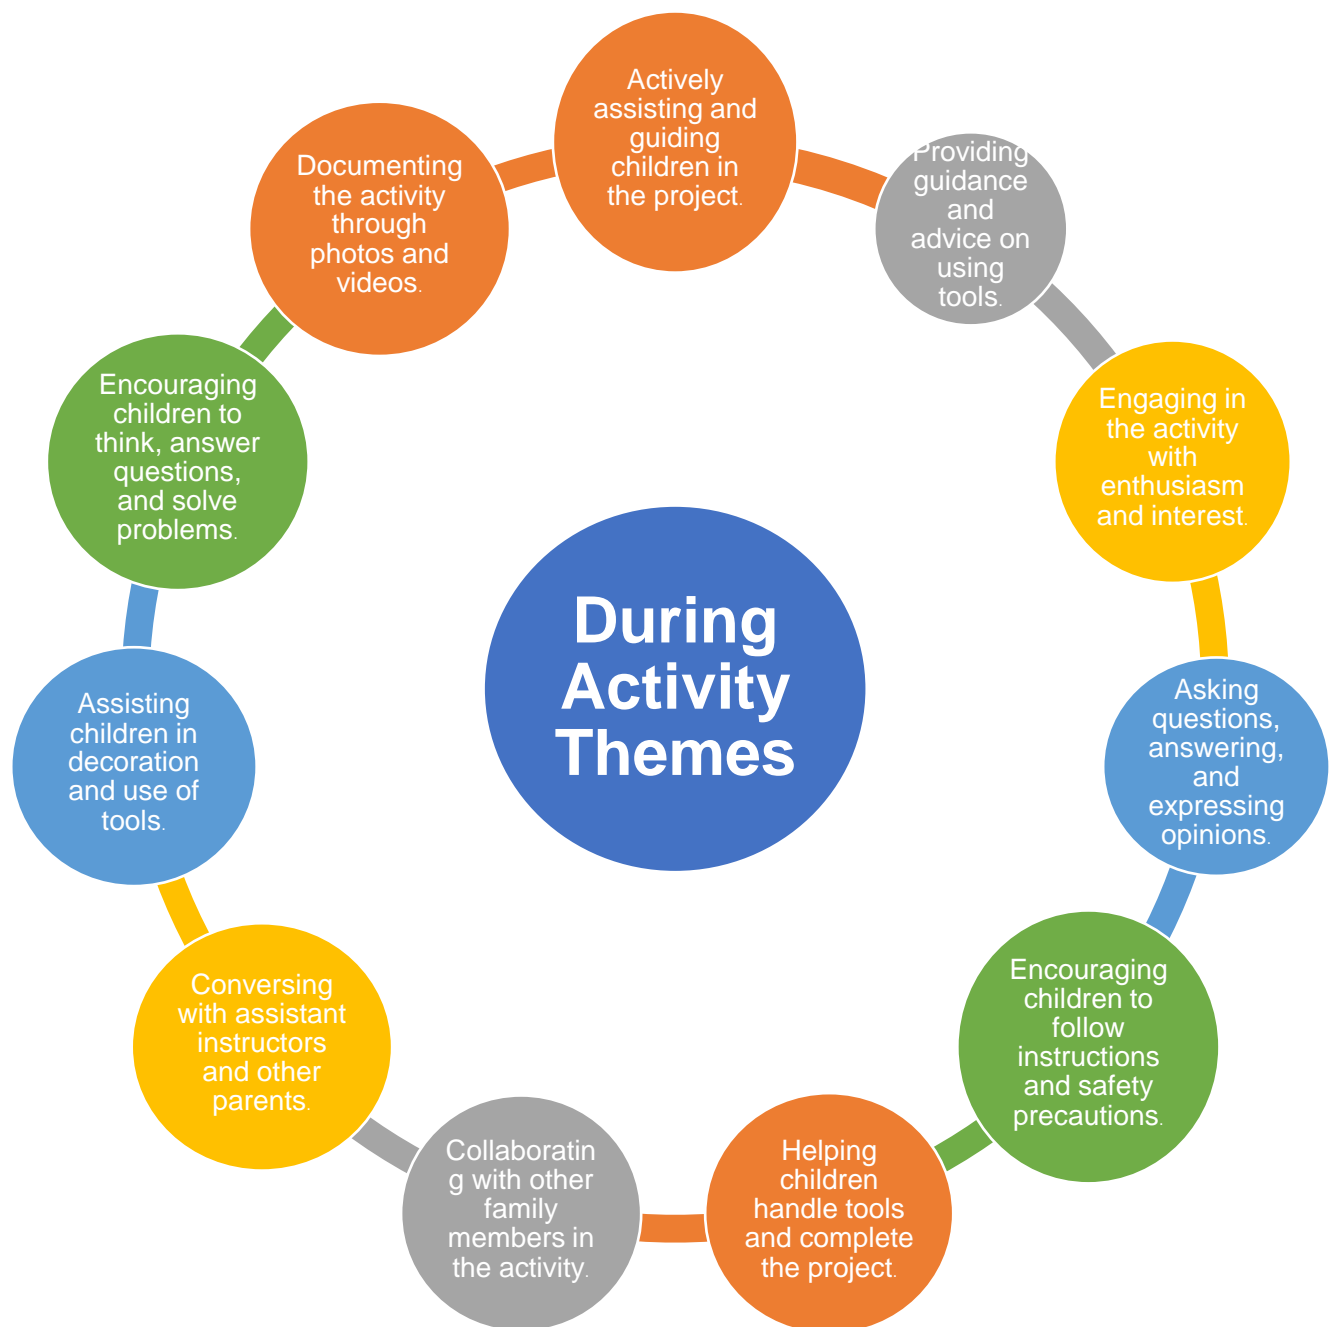 Actively
assisting and
guiding
children in
the project.
Providing
guidance
and
advice on
using
tools.
Engaging in
the activity
with
enthusiasm
and interest.
Asking
questions,
answering,
and
expressing
opinions.
Encouraging
children to
follow
instructions
and safety
precautions.
Helping
children
handle tools
and complete
the project.
Collaboratin
g with other
family
members in
the activity.
Conversing
with assistant
instructors
and other
parents.
Assisting
children in
decoration
and use of
tools.
Encouraging
children to
think, answer
questions,
and solve
problems.
Documenting
the activity
through
photos and
videos.
During
Activity
Themes